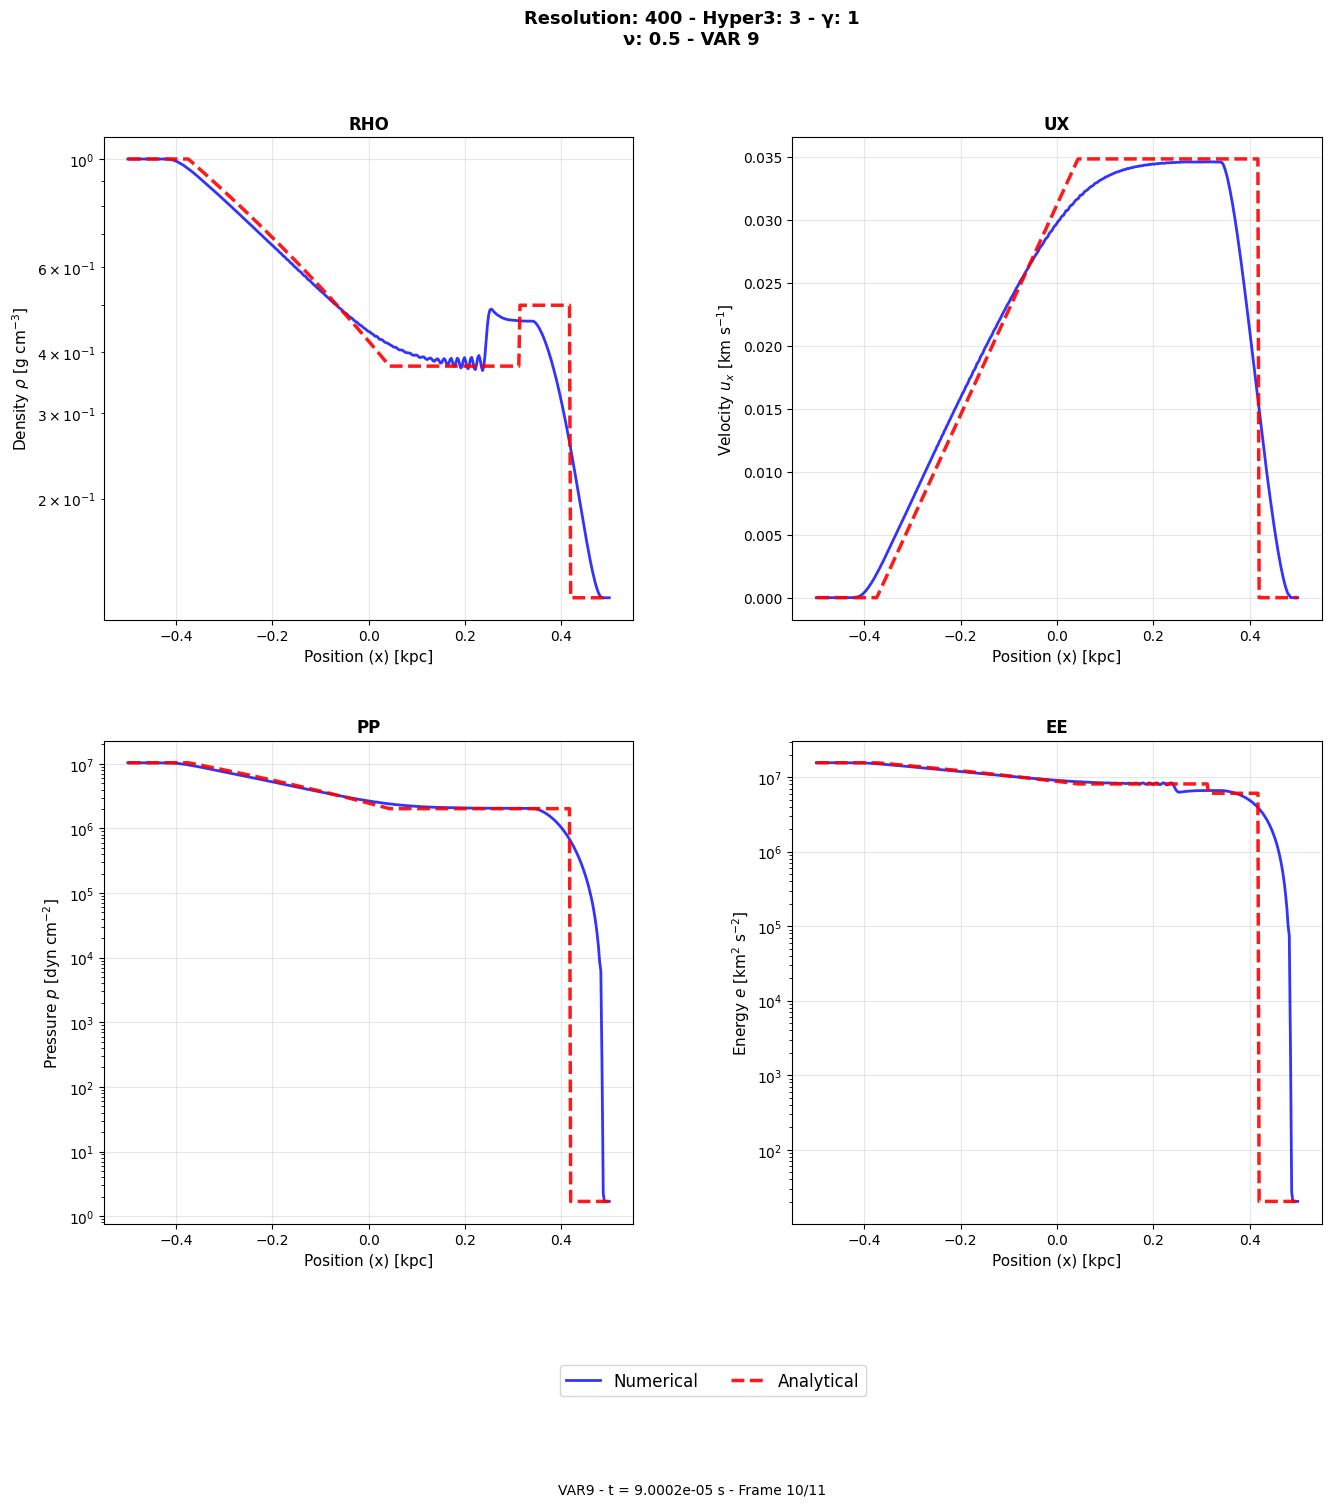 Resolution: 400 - Hyper3: 3 - γ: 1
ν: 0.5 - VAR 9
RHO
Density ρ [g cm⁻³]
10⁰
6 × 10⁻¹
4 × 10⁻¹
3 × 10⁻¹
2 × 10⁻¹
−0.4 −0.2 0.0 0.2 0.4
Position (x) [kpc]
UX
Velocity uₓ [km s⁻¹]
0.035
0.030
0.025
0.020
0.015
0.010
0.005
0.000
−0.4 −0.2 0.0 0.2 0.4
Position (x) [kpc]
PP
Pressure p [dyn cm⁻²]
10⁷
10⁶
10⁵
10⁴
10³
10²
10¹
10⁰
−0.4 −0.2 0.0 0.2 0.4
Position (x) [kpc]
EE
Energy e [km² s⁻²]
10⁷
10⁶
10⁵
10⁴
10³
10²
−0.4 −0.2 0.0 0.2 0.4
Position (x) [kpc]
Numerical Analytical
VAR9 - t = 9.0002e-05 s - Frame 10/11